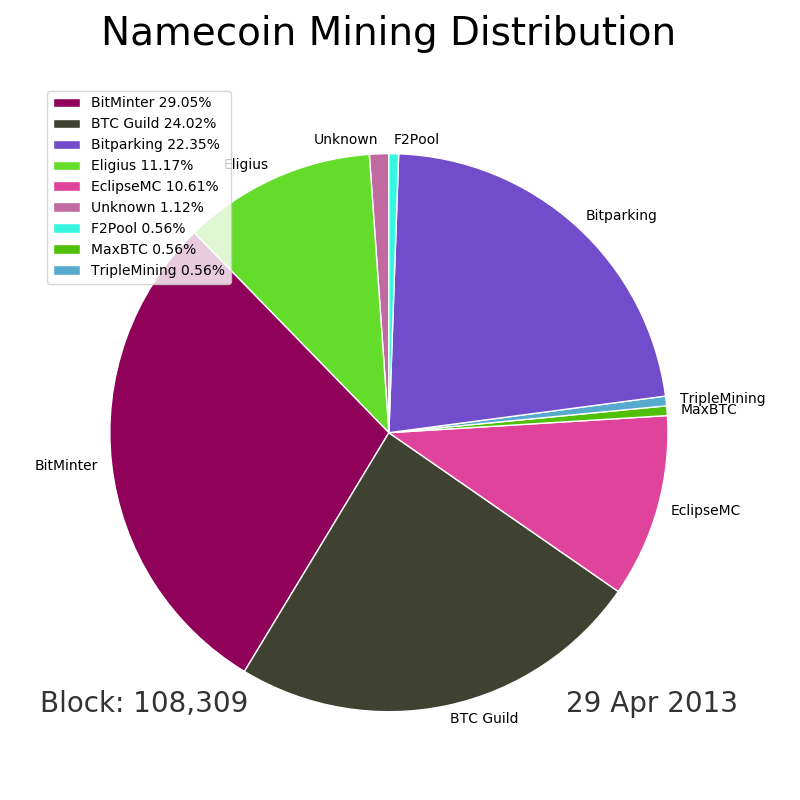 Namecoin Mining Distribution
BitMinter 29.05%
BTC Guild 24.02%
Bitparking 22.35%
Eligius 11.17%
EclipseMC 10.61%
Unknown 1.12%
F2Pool 0.56%
MaxBTC 0.56%
TripleMining 0.56%
Unknown
F2Pool
Eligius
Bitparking
TripleMining
MaxBTC
BitMinter
EclipseMC
Block: 108,309
29 Apr 2013
BTC Guild